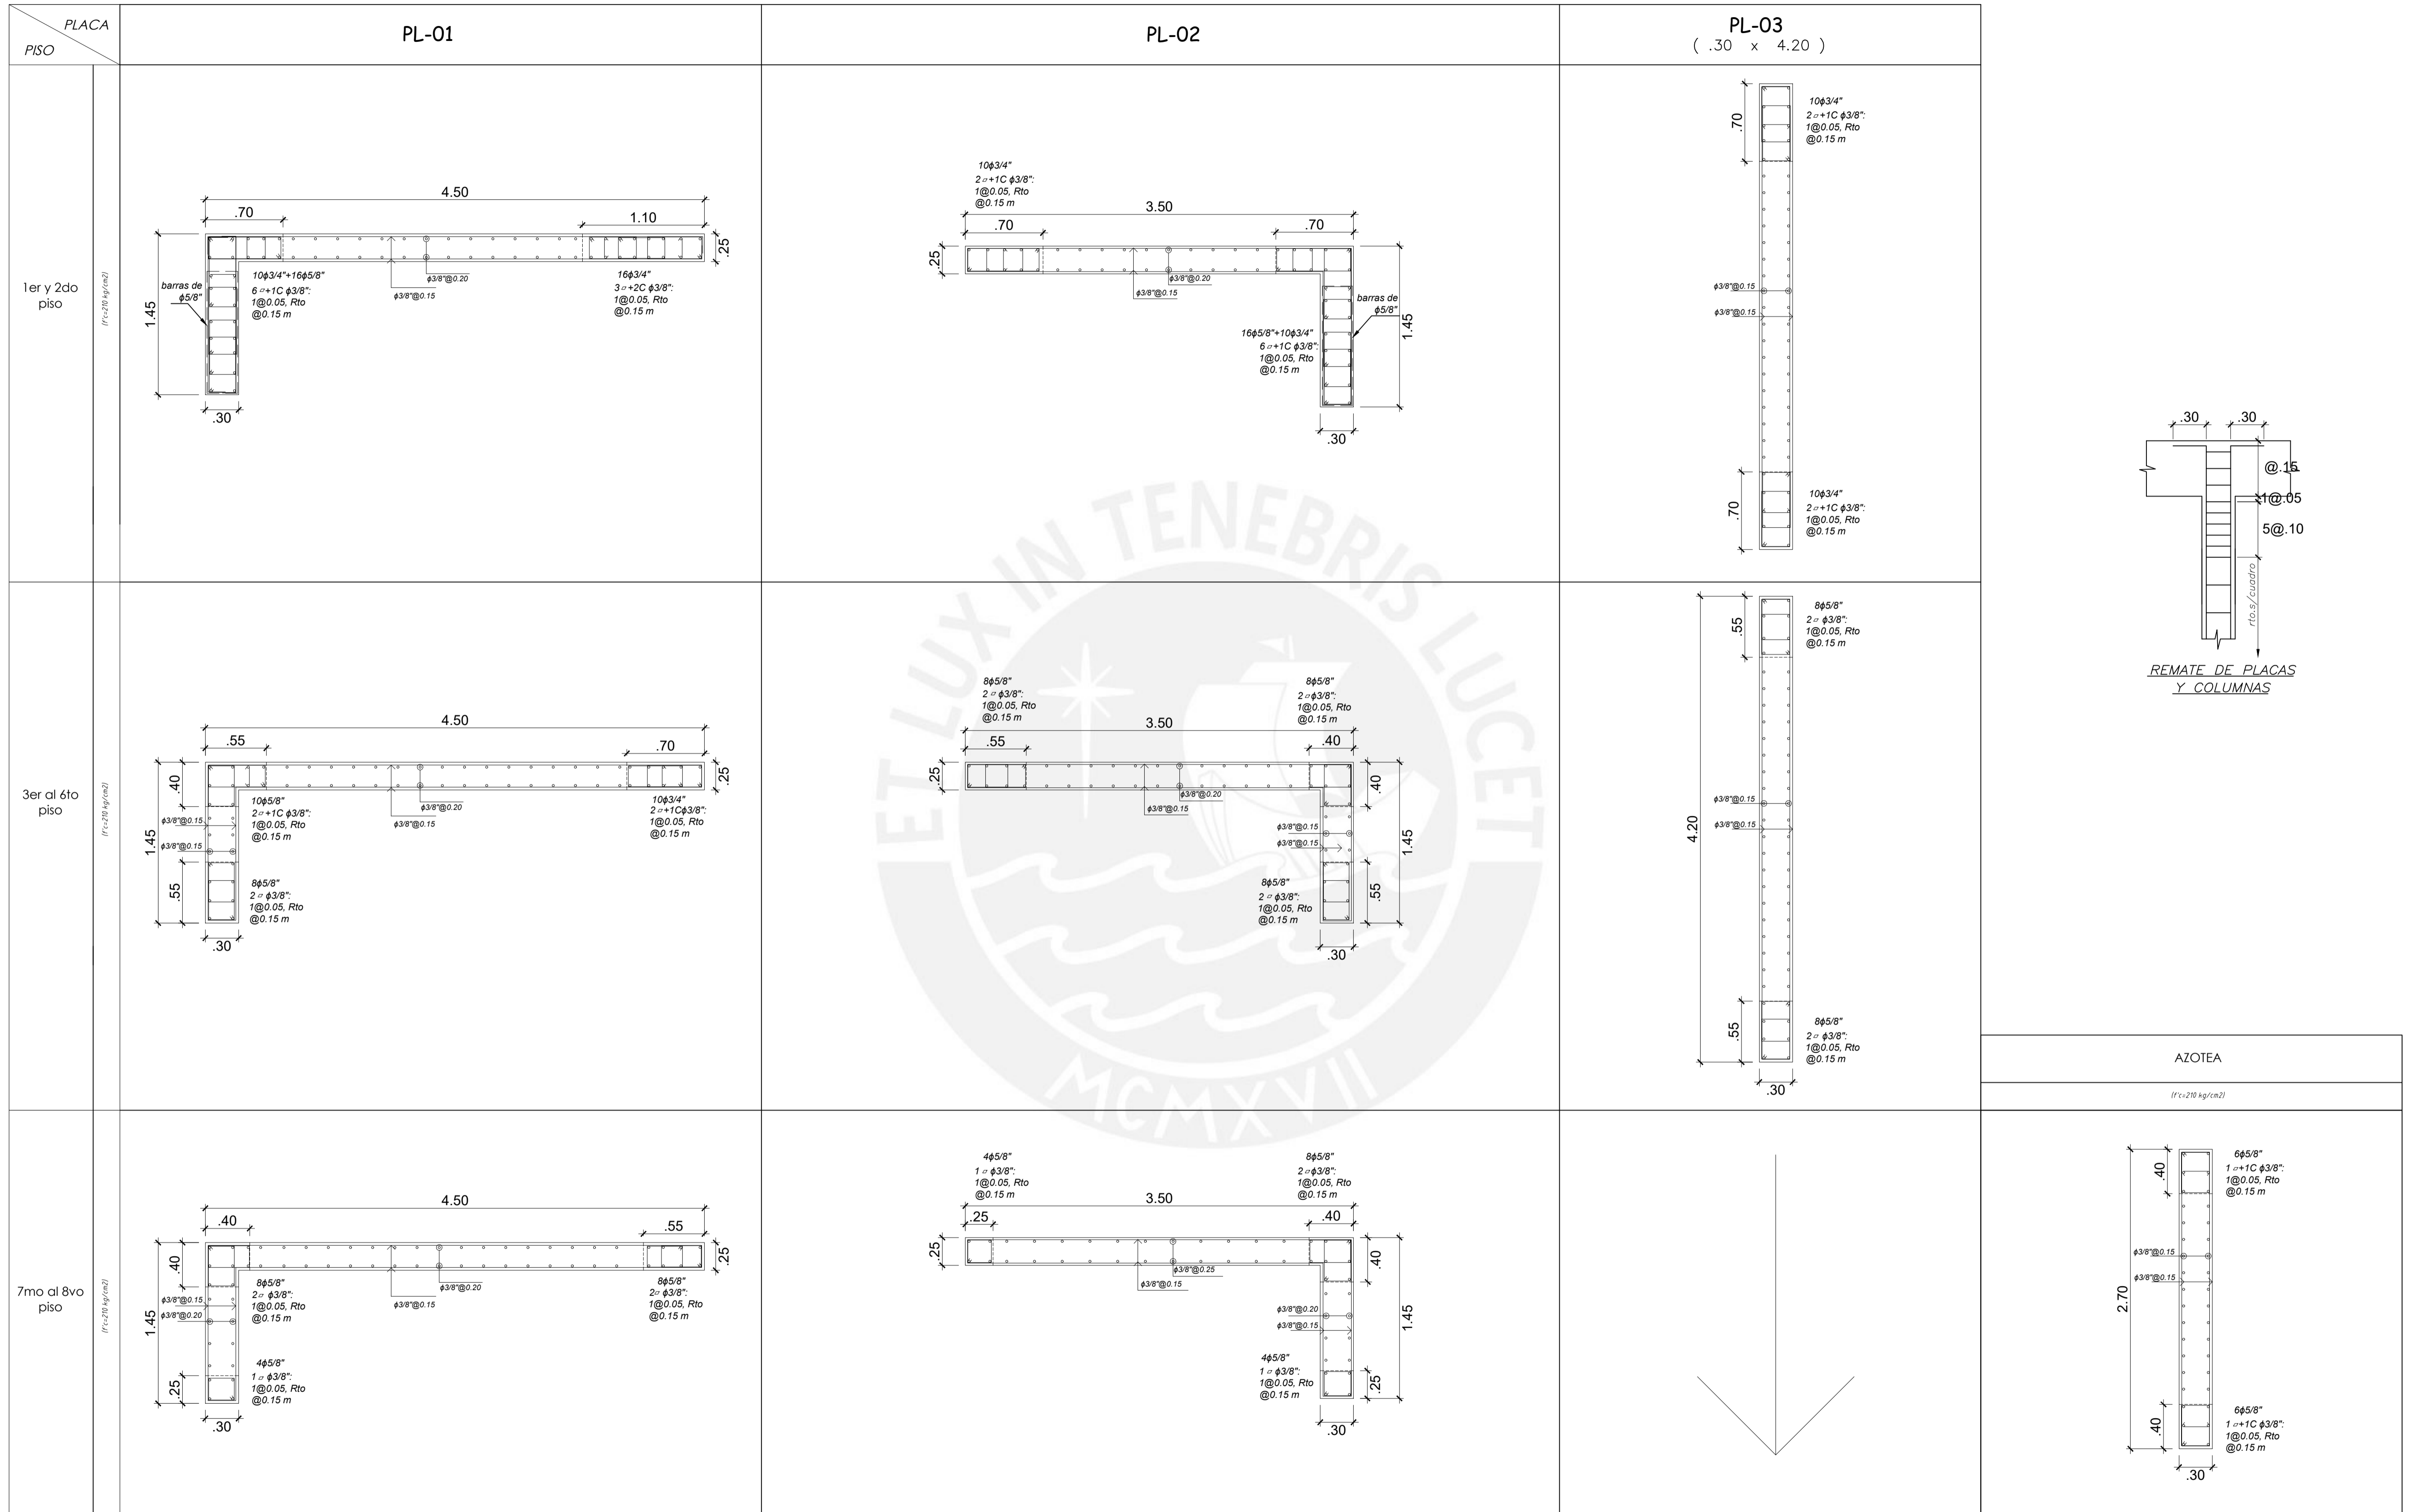 PLACA
PISO
PL-01
PL-02
PL-03
( .30 x 4.20 )
1er y 2do
piso
(f'c=210 kg/cm2)
4.50
.70
1.10
.25
1.45
.30
barras de
ϕ5/8"
10ϕ3/4"+16ϕ5/8"
6 ▱+1C ϕ3/8":
1@0.05, Rto
@0.15 m
ϕ3/8"@0.20
ϕ3/8"@0.15
16ϕ3/4"
3 ▱+2C ϕ3/8":
1@0.05, Rto
@0.15 m
10ϕ3/4"
2 ▱+1C ϕ3/8":
1@0.05, Rto
@0.15 m
3.50
.70
.70
.25
ϕ3/8"@0.20
ϕ3/8"@0.15
barras de
ϕ5/8"
16ϕ5/8"+10ϕ3/4"
6 ▱+1C ϕ3/8":
1@0.05, Rto
@0.15 m
1.45
.30
.70
10ϕ3/4"
2 ▱+1C ϕ3/8":
1@0.05, Rto
@0.15 m
ϕ3/8"@0.15
ϕ3/8"@0.15
.70
10ϕ3/4"
2 ▱+1C ϕ3/8":
1@0.05, Rto
@0.15 m
.30
.30
@.15
1@.05
5@.10
rto.s/cuadro
REMATE DE PLACAS
Y COLUMNAS
3er al 6to
piso
(f'c=210 kg/cm2)
4.50
.55
.70
.25
.40
1.45
.55
.30
10ϕ5/8"
2▱+1C ϕ3/8":
1@0.05, Rto
@0.15 m
ϕ3/8"@0.15
ϕ3/8"@0.15
ϕ3/8"@0.20
ϕ3/8"@0.15
10ϕ3/4"
2 ▱+1Cϕ3/8":
1@0.05, Rto
@0.15 m
8ϕ5/8"
2 ▱ ϕ3/8":
1@0.05, Rto
@0.15 m
8ϕ5/8"
2 ▱ ϕ3/8":
1@0.05, Rto
@0.15 m
8ϕ5/8"
2 ▱ϕ3/8":
1@0.05, Rto
@0.15 m
3.50
.55
.40
.25
.40
ϕ3/8"@0.20
ϕ3/8"@0.15
ϕ3/8"@0.15
ϕ3/8"@0.15
8ϕ5/8"
2 ▱ ϕ3/8":
1@0.05, Rto
@0.15 m
1.45
.55
.30
.55
8ϕ5/8"
2 ▱ ϕ3/8":
1@0.05, Rto
@0.15 m
ϕ3/8"@0.15
ϕ3/8"@0.15
4.20
.55
8ϕ5/8"
2 ▱ ϕ3/8":
1@0.05, Rto
@0.15 m
.30
ET LUX IN TENEBRIS LUCET
MCMXVII
AZOTEA
(f'c=210 kg/cm2)
7mo al 8vo
piso
(f'c=210 kg/cm2)
4.50
.40
.55
.25
.40
1.45
.25
.30
8ϕ5/8"
2▱ ϕ3/8":
1@0.05, Rto
@0.15 m
ϕ3/8"@0.15
ϕ3/8"@0.20
ϕ3/8"@0.20
ϕ3/8"@0.15
8ϕ5/8"
2▱ ϕ3/8":
1@0.05, Rto
@0.15 m
4ϕ5/8"
1 ▱ ϕ3/8":
1@0.05, Rto
@0.15 m
4ϕ5/8"
1 ▱ ϕ3/8":
1@0.05, Rto
@0.15 m
8ϕ5/8"
2▱ϕ3/8":
1@0.05, Rto
@0.15 m
3.50
.25
.40
.25
.40
ϕ3/8"@0.25
ϕ3/8"@0.15
ϕ3/8"@0.20
ϕ3/8"@0.15
4ϕ5/8"
1 ▱ ϕ3/8":
1@0.05, Rto
@0.15 m
1.45
.25
.30
.40
6ϕ5/8"
1 ▱+1C ϕ3/8":
1@0.05, Rto
@0.15 m
ϕ3/8"@0.15
ϕ3/8"@0.15
2.70
.40
6ϕ5/8"
1 ▱+1C ϕ3/8":
1@0.05, Rto
@0.15 m
.30